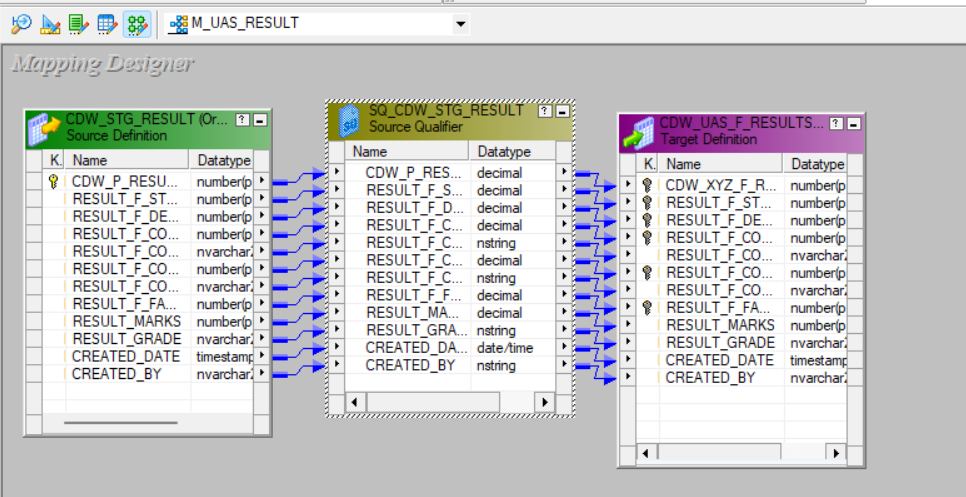 M_UAS_RESULT
Mapping Designer
CDW_STG_RESULT (Or...
Source Definition
K. Name Datatype
CDW_P_RESU... number(p
RESULT_F_ST... number(p
RESULT_F_DE... number(p
RESULT_F_CO... number(p
RESULT_F_CO... nvarchar2
RESULT_F_CO... number(p
RESULT_F_CO... nvarchar2
RESULT_F_FA... number(p
RESULT_MARKS number(p
RESULT_GRADE nvarchar2
CREATED_DATE timestamp
CREATED_BY nvarchar2
SQ_CDW_STG_RESULT
Source Qualifier
SQ
Name Datatype
CDW_P_RES... decimal
RESULT_F_S... decimal
RESULT_F_D... decimal
RESULT_F_C... decimal
RESULT_F_C... nstring
RESULT_F_C... decimal
RESULT_F_C... nstring
RESULT_F_F... decimal
RESULT_MA... decimal
RESULT_GRA... nstring
CREATED_DA... date/time
CREATED_BY nstring
CDW_UAS_F_RESULTS...
Target Definition
K. Name Datatype
CDW_XYZ_F_R... number(p
RESULT_F_ST... number(p
RESULT_F_DE... number(p
RESULT_F_CO... number(p
RESULT_F_CO... nvarchar2
RESULT_F_CO... number(p
RESULT_F_CO... nvarchar2
RESULT_F_FA... number(p
RESULT_MARKS number(p
RESULT_GRADE nvarchar2
CREATED_DATE timestamp
CREATED_BY nvarchar2